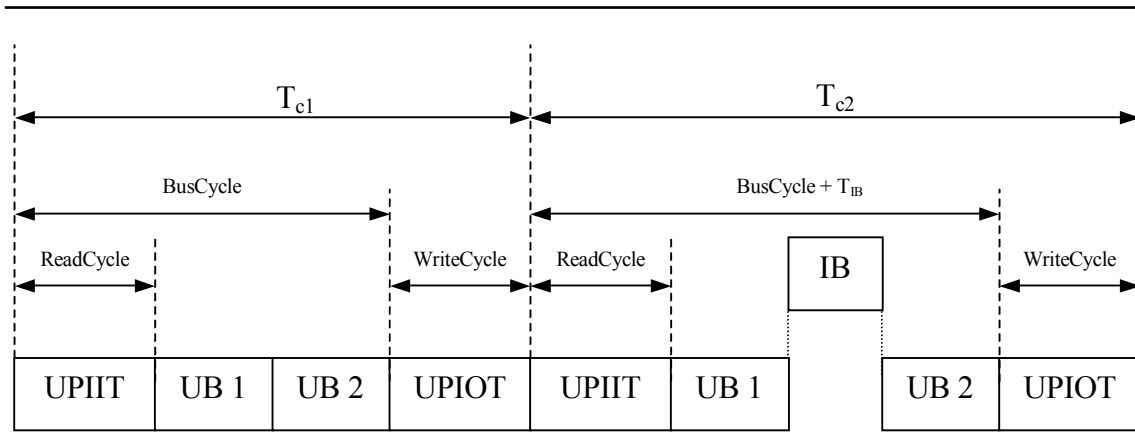 Tc1 Tc2
BusCycle BusCycle + TIB
ReadCycle WriteCycle ReadCycle IB WriteCycle
UPIIT UB 1 UB 2 UPIOT UPIIT UB 1 UB 2 UPIOT